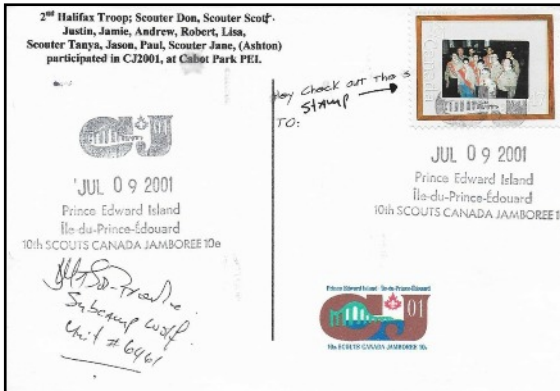 2nd Halifax Troop; Scouter Don, Scouter Scott
Justin, Jamie, Andrew, Robert, Lisa,
Scouter Tanya, Jason, Paul, Scouter Jane, (Ashton)
participated in CJ2001, at Cabot Park PEI.
Hey Check out this
Stamp
TO:
CJ
JUL 09 2001
Prince Edward Island
Île-du-Prince-Édouard
10th SCOUTS CANADA JAMBOREE 10e
Subcamp Wolf
Unit # 6461
JUL 09 2001
Prince Edward Island
Île-du-Prince-Édouard
10th SCOUTS CANADA JAMBOREE
Prince Edward Island · Île-du-Prince-Édouard
CJ 01
10th SCOUTS CANADA JAMBOREE 10e